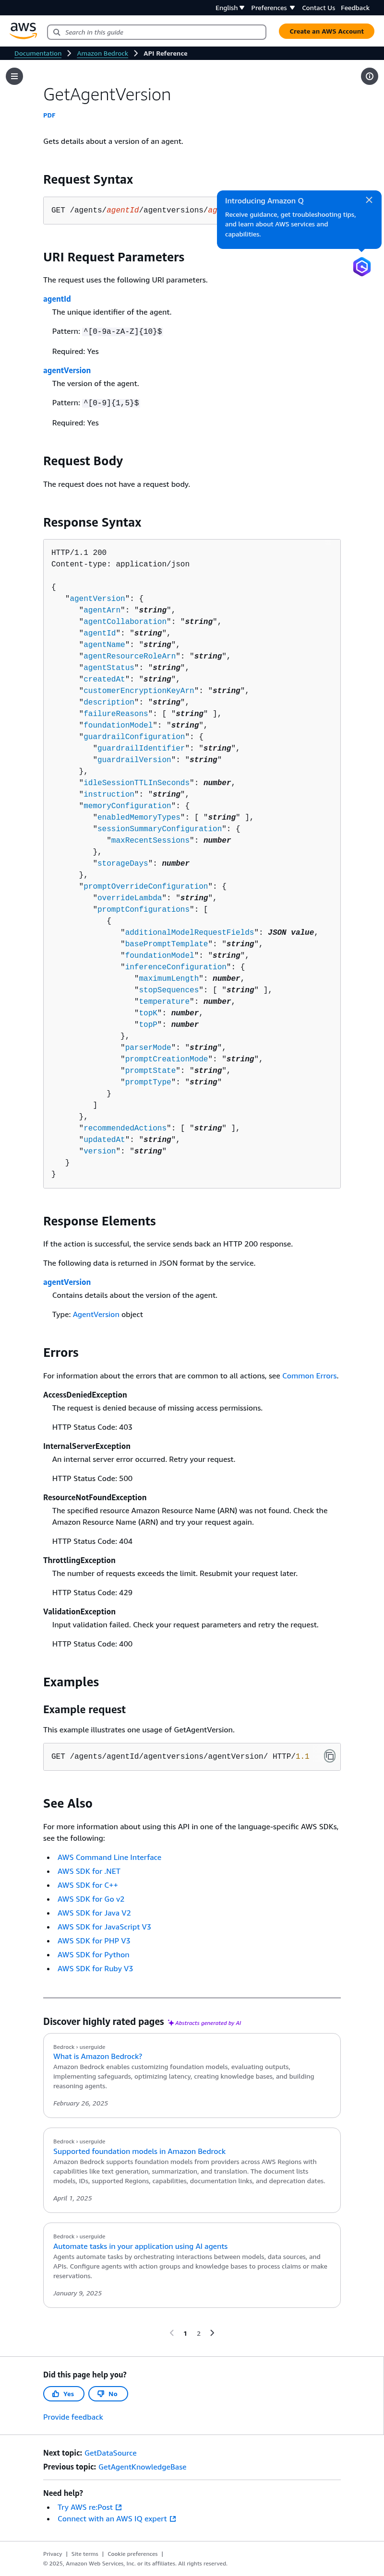 English Preferences Contact Us Feedback
aws
Search in this guide
Create an AWS Account
Documentation Amazon Bedrock API Reference
GetAgentVersion
PDF
Gets details about a version of an agent.
Request Syntax
GET /agents/agentId/agentversions/ag
Introducing Amazon Q
Receive guidance, get troubleshooting tips,
and learn about AWS services and
capabilities.
URI Request Parameters
The request uses the following URI parameters.
agentId
The unique identifier of the agent.
Pattern: ^[0-9a-zA-Z]{10}$
Required: Yes
agentVersion
The version of the agent.
Pattern: ^[0-9]{1,5}$
Required: Yes
Request Body
The request does not have a request body.
Response Syntax
HTTP/1.1 200
Content-type: application/json
{
"agentVersion": {
"agentArn": "string",
"agentCollaboration": "string",
"agentId": "string",
"agentName": "string",
"agentResourceRoleArn": "string",
"agentStatus": "string",
"createdAt": "string",
"customerEncryptionKeyArn": "string",
"description": "string",
"failureReasons": [ "string" ],
"foundationModel": "string",
"guardrailConfiguration": {
"guardrailIdentifier": "string",
"guardrailVersion": "string"
},
"idleSessionTTLInSeconds": number,
"instruction": "string",
"memoryConfiguration": {
"enabledMemoryTypes": [ "string" ],
"sessionSummaryConfiguration": {
"maxRecentSessions": number
},
"storageDays": number
},
"promptOverrideConfiguration": {
"overrideLambda": "string",
"promptConfigurations": [
{
"additionalModelRequestFields": JSON value,
"basePromptTemplate": "string",
"foundationModel": "string",
"inferenceConfiguration": {
"maximumLength": number,
"stopSequences": [ "string" ],
"temperature": number,
"topK": number,
"topP": number
},
"parserMode": "string",
"promptCreationMode": "string",
"promptState": "string",
"promptType": "string"
}
]
},
"recommendedActions": [ "string" ],
"updatedAt": "string",
"version": "string"
}
}
Response Elements
If the action is successful, the service sends back an HTTP 200 response.
The following data is returned in JSON format by the service.
agentVersion
Contains details about the version of the agent.
Type: AgentVersion object
Errors
For information about the errors that are common to all actions, see Common Errors.
AccessDeniedException
The request is denied because of missing access permissions.
HTTP Status Code: 403
InternalServerException
An internal server error occurred. Retry your request.
HTTP Status Code: 500
ResourceNotFoundException
The specified resource Amazon Resource Name (ARN) was not found. Check the
Amazon Resource Name (ARN) and try your request again.
HTTP Status Code: 404
ThrottlingException
The number of requests exceeds the limit. Resubmit your request later.
HTTP Status Code: 429
ValidationException
Input validation failed. Check your request parameters and retry the request.
HTTP Status Code: 400
Examples
Example request
This example illustrates one usage of GetAgentVersion.
GET /agents/agentId/agentversions/agentVersion/ HTTP/1.1
See Also
For more information about using this API in one of the language-specific AWS SDKs,
see the following:
• AWS Command Line Interface
• AWS SDK for .NET
• AWS SDK for C++
• AWS SDK for Go v2
• AWS SDK for Java V2
• AWS SDK for JavaScript V3
• AWS SDK for PHP V3
• AWS SDK for Python
• AWS SDK for Ruby V3
Discover highly rated pages Abstracts generated by AI
Bedrock › userguide
What is Amazon Bedrock?
Amazon Bedrock enables customizing foundation models, evaluating outputs,
implementing safeguards, optimizing latency, creating knowledge bases, and building
reasoning agents.
February 26, 2025
Bedrock › userguide
Supported foundation models in Amazon Bedrock
Amazon Bedrock supports foundation models from providers across AWS Regions with
capabilities like text generation, summarization, and translation. The document lists
models, IDs, supported Regions, capabilities, documentation links, and deprecation dates.
April 1, 2025
Bedrock › userguide
Automate tasks in your application using AI agents
Agents automate tasks by orchestrating interactions between models, data sources, and
APIs. Configure agents with action groups and knowledge bases to process claims or make
reservations.
January 9, 2025
1 2
Did this page help you?
Yes No
Provide feedback
Next topic: GetDataSource
Previous topic: GetAgentKnowledgeBase
Need help?
• Try AWS re:Post
• Connect with an AWS IQ expert
Privacy | Site terms | Cookie preferences |
© 2025, Amazon Web Services, Inc. or its affiliates. All rights reserved.